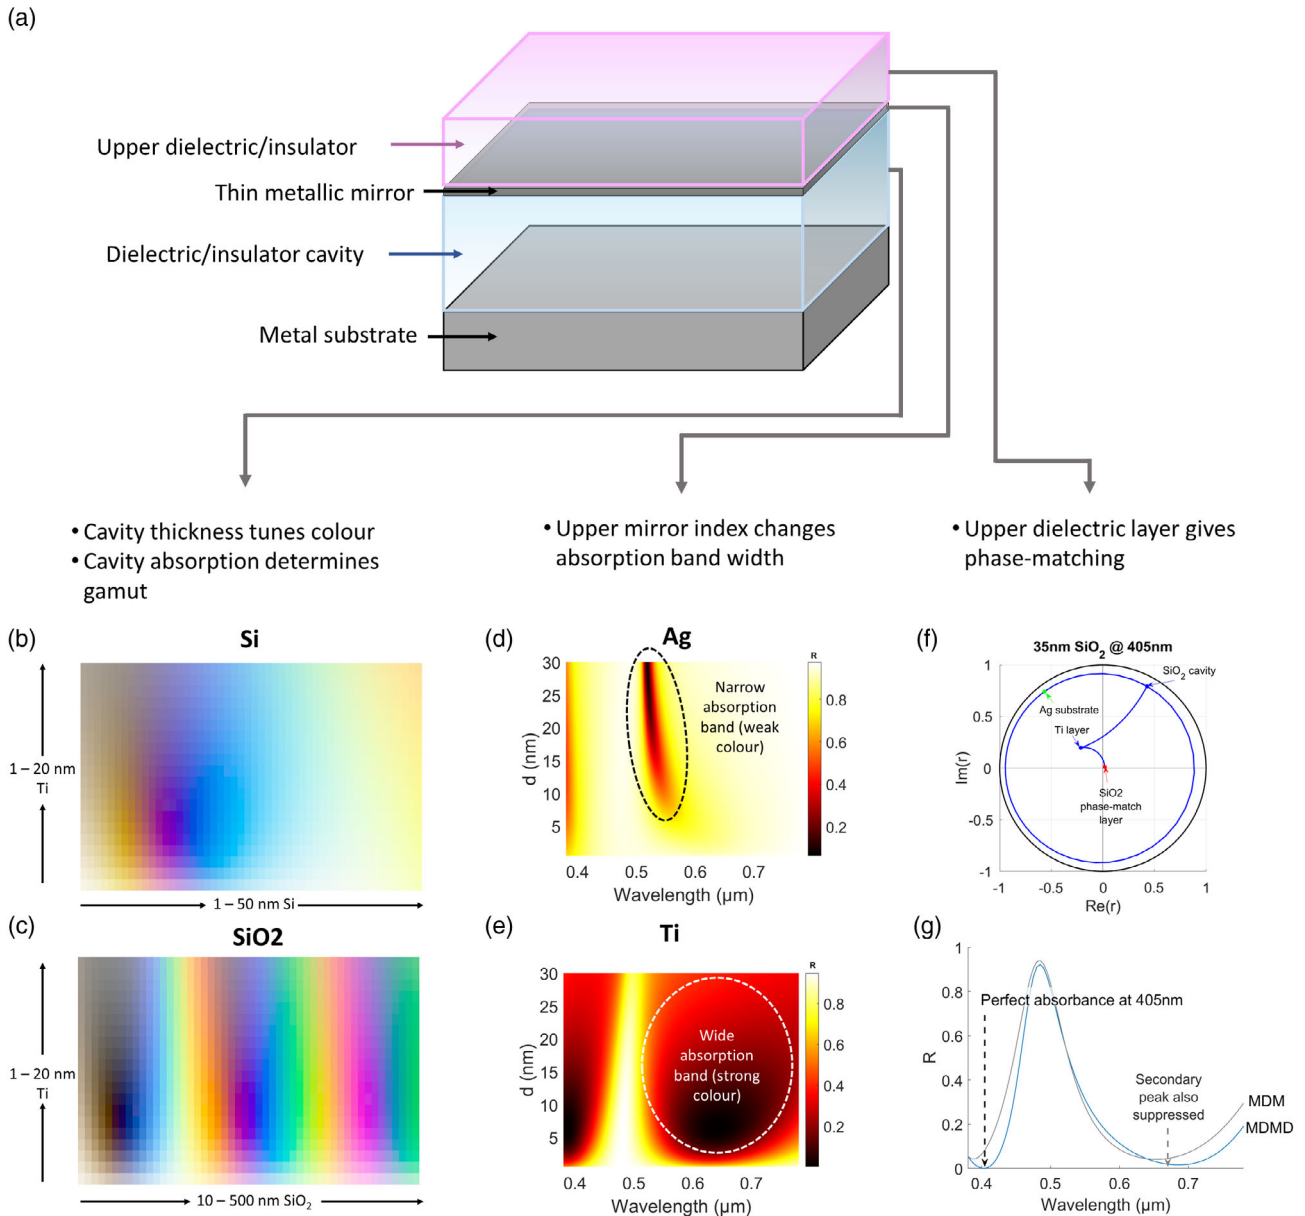 (a)
Upper dielectric/insulator
Thin metallic mirror
Dielectric/insulator cavity
Metal substrate
• Cavity thickness tunes colour
• Cavity absorption determines
gamut
• Upper mirror index changes
absorption band width
• Upper dielectric layer gives
phase-matching
(b)
Si
1 – 20 nm
Ti
1 – 50 nm Si
(c)
SiO2
1 – 20 nm
Ti
10 – 500 nm SiO₂
(d)
Ag
R
30
25
20
15
10
5
d (nm)
Narrow
absorption
band (weak
colour)
0.8
0.6
0.4
0.2
0.4
0.5
0.6
0.7
Wavelength (µm)
(e)
Ti
R
30
25
20
15
10
5
d (nm)
Wide
absorption
band (strong
colour)
0.8
0.6
0.4
0.2
0.4
0.5
0.6
0.7
Wavelength (µm)
(f)
35nm SiO₂ @ 405nm
1
0.5
0
-0.5
-1
Im(r)
SiO₂ cavity
Ag substrate
Ti layer
SiO2
phase-match
layer
-1
-0.5
0
0.5
1
Re(r)
(g)
1
0.8
0.6
0.4
0.2
0
R
Perfect absorbance at 405nm
Secondary
peak also
suppressed
MDM
MDMD
0.4
0.5
0.6
0.7
Wavelength (µm)